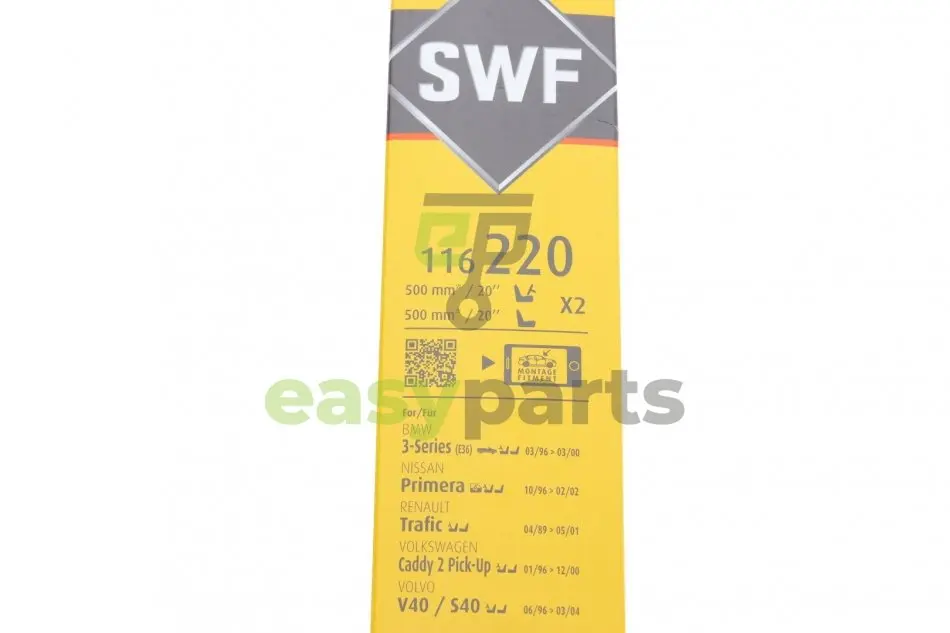 SWF
116 220
500 mm / 20''
500 mm / 20''
X2
MONTAGE
FITMENT
easyparts
For/Für
BMW
3-Series (E36) 03/96 > 03/00
NISSAN
Primera 10/96 > 02/02
RENAULT
Trafic 04/89 > 05/01
VOLKSWAGEN
Caddy 2 Pick-Up 01/96 > 12/00
VOLVO
V40 / S40 06/96 > 03/04